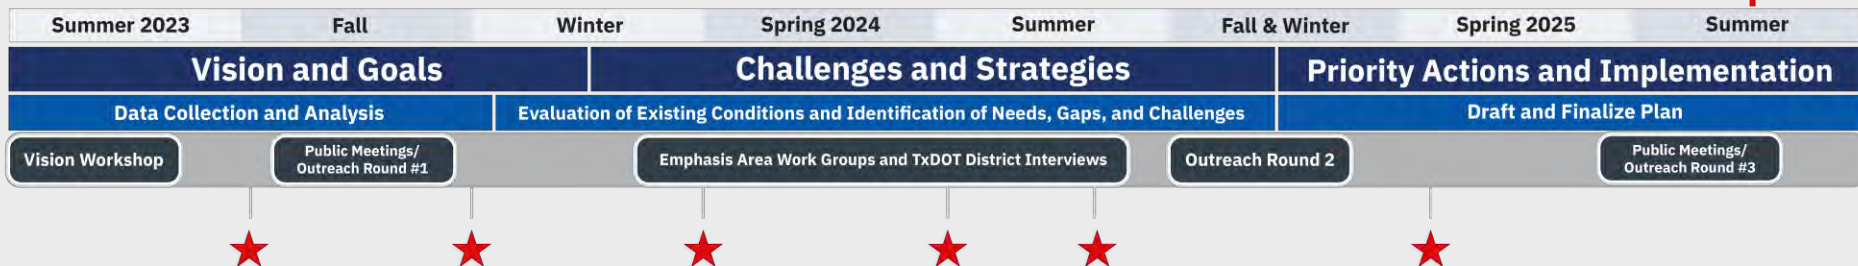 Summer 2023 Fall Winter Spring 2024 Summer Fall & Winter Spring 2025 Summer
Vision and Goals Challenges and Strategies Priority Actions and Implementation
Data Collection and Analysis Evaluation of Existing Conditions and Identification of Needs, Gaps, and Challenges Draft and Finalize Plan
Vision Workshop
Public Meetings/
Outreach Round #1
Emphasis Area Work Groups and TxDOT District Interviews
Outreach Round 2
Public Meetings/
Outreach Round #3